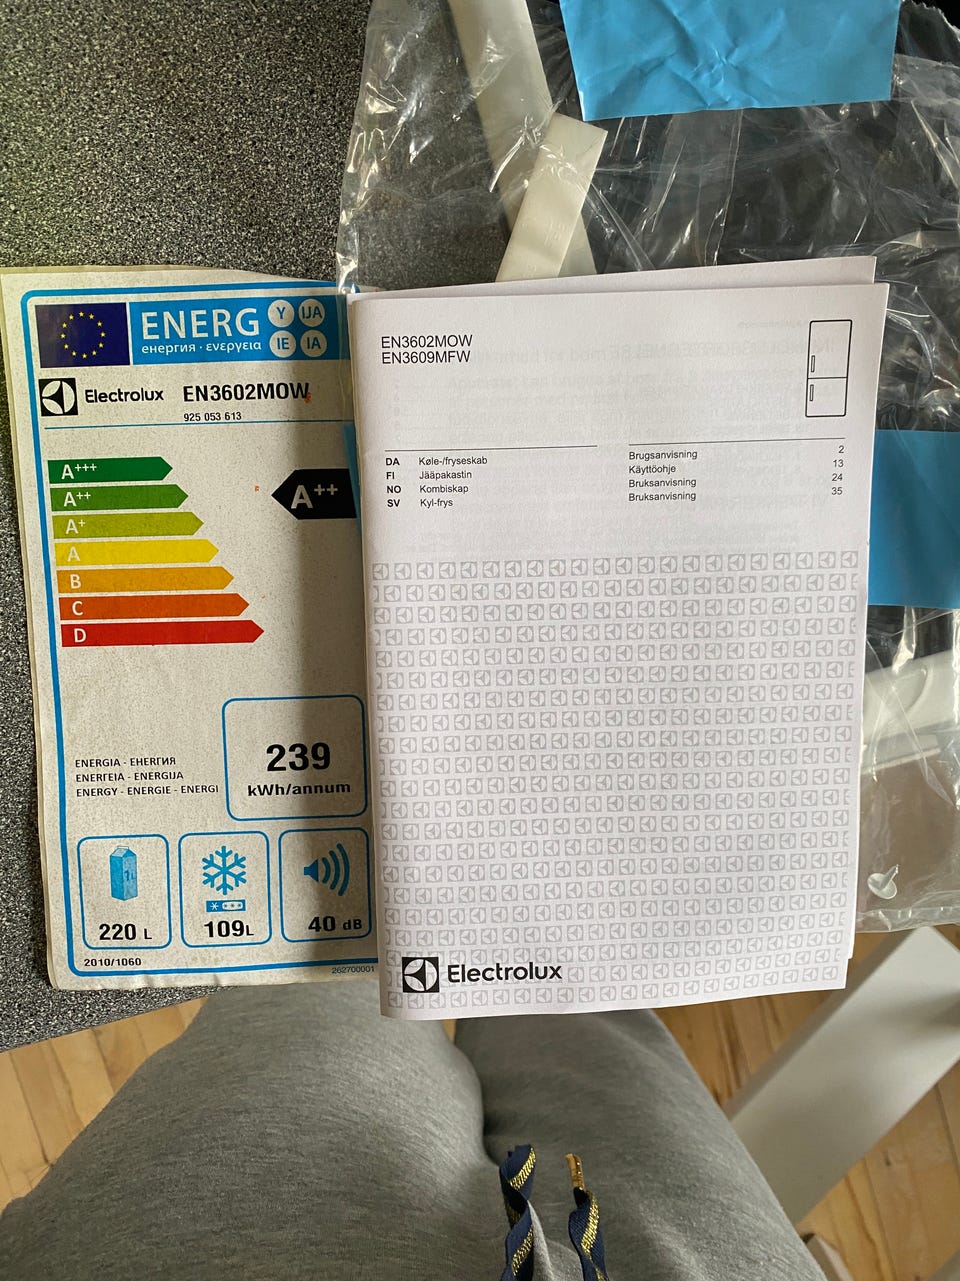 ENERG
енергия · ενεργεια
Y
IJA
IE
IA
Electrolux EN3602MOW
925 053 613
A+++
A++
A+
A
B
C
D
A++
ENERGIA - ЕНЕРГИЯ
ΕΝΕΡΓΕΙΑ - ENERGIJA
ENERGY - ENERGIE - ENERGI
239
kWh/annum
1L
220 L
109L
40 dB
2010/1060
262700001
EN3602MOW
EN3609MFW
DA Køle-/fryseskab Brugsanvisning 2
FI Jääpakastin Käyttöohje 13
NO Kombiskap Bruksanvisning 24
SV Kyl-frys Bruksanvisning 35
Electrolux